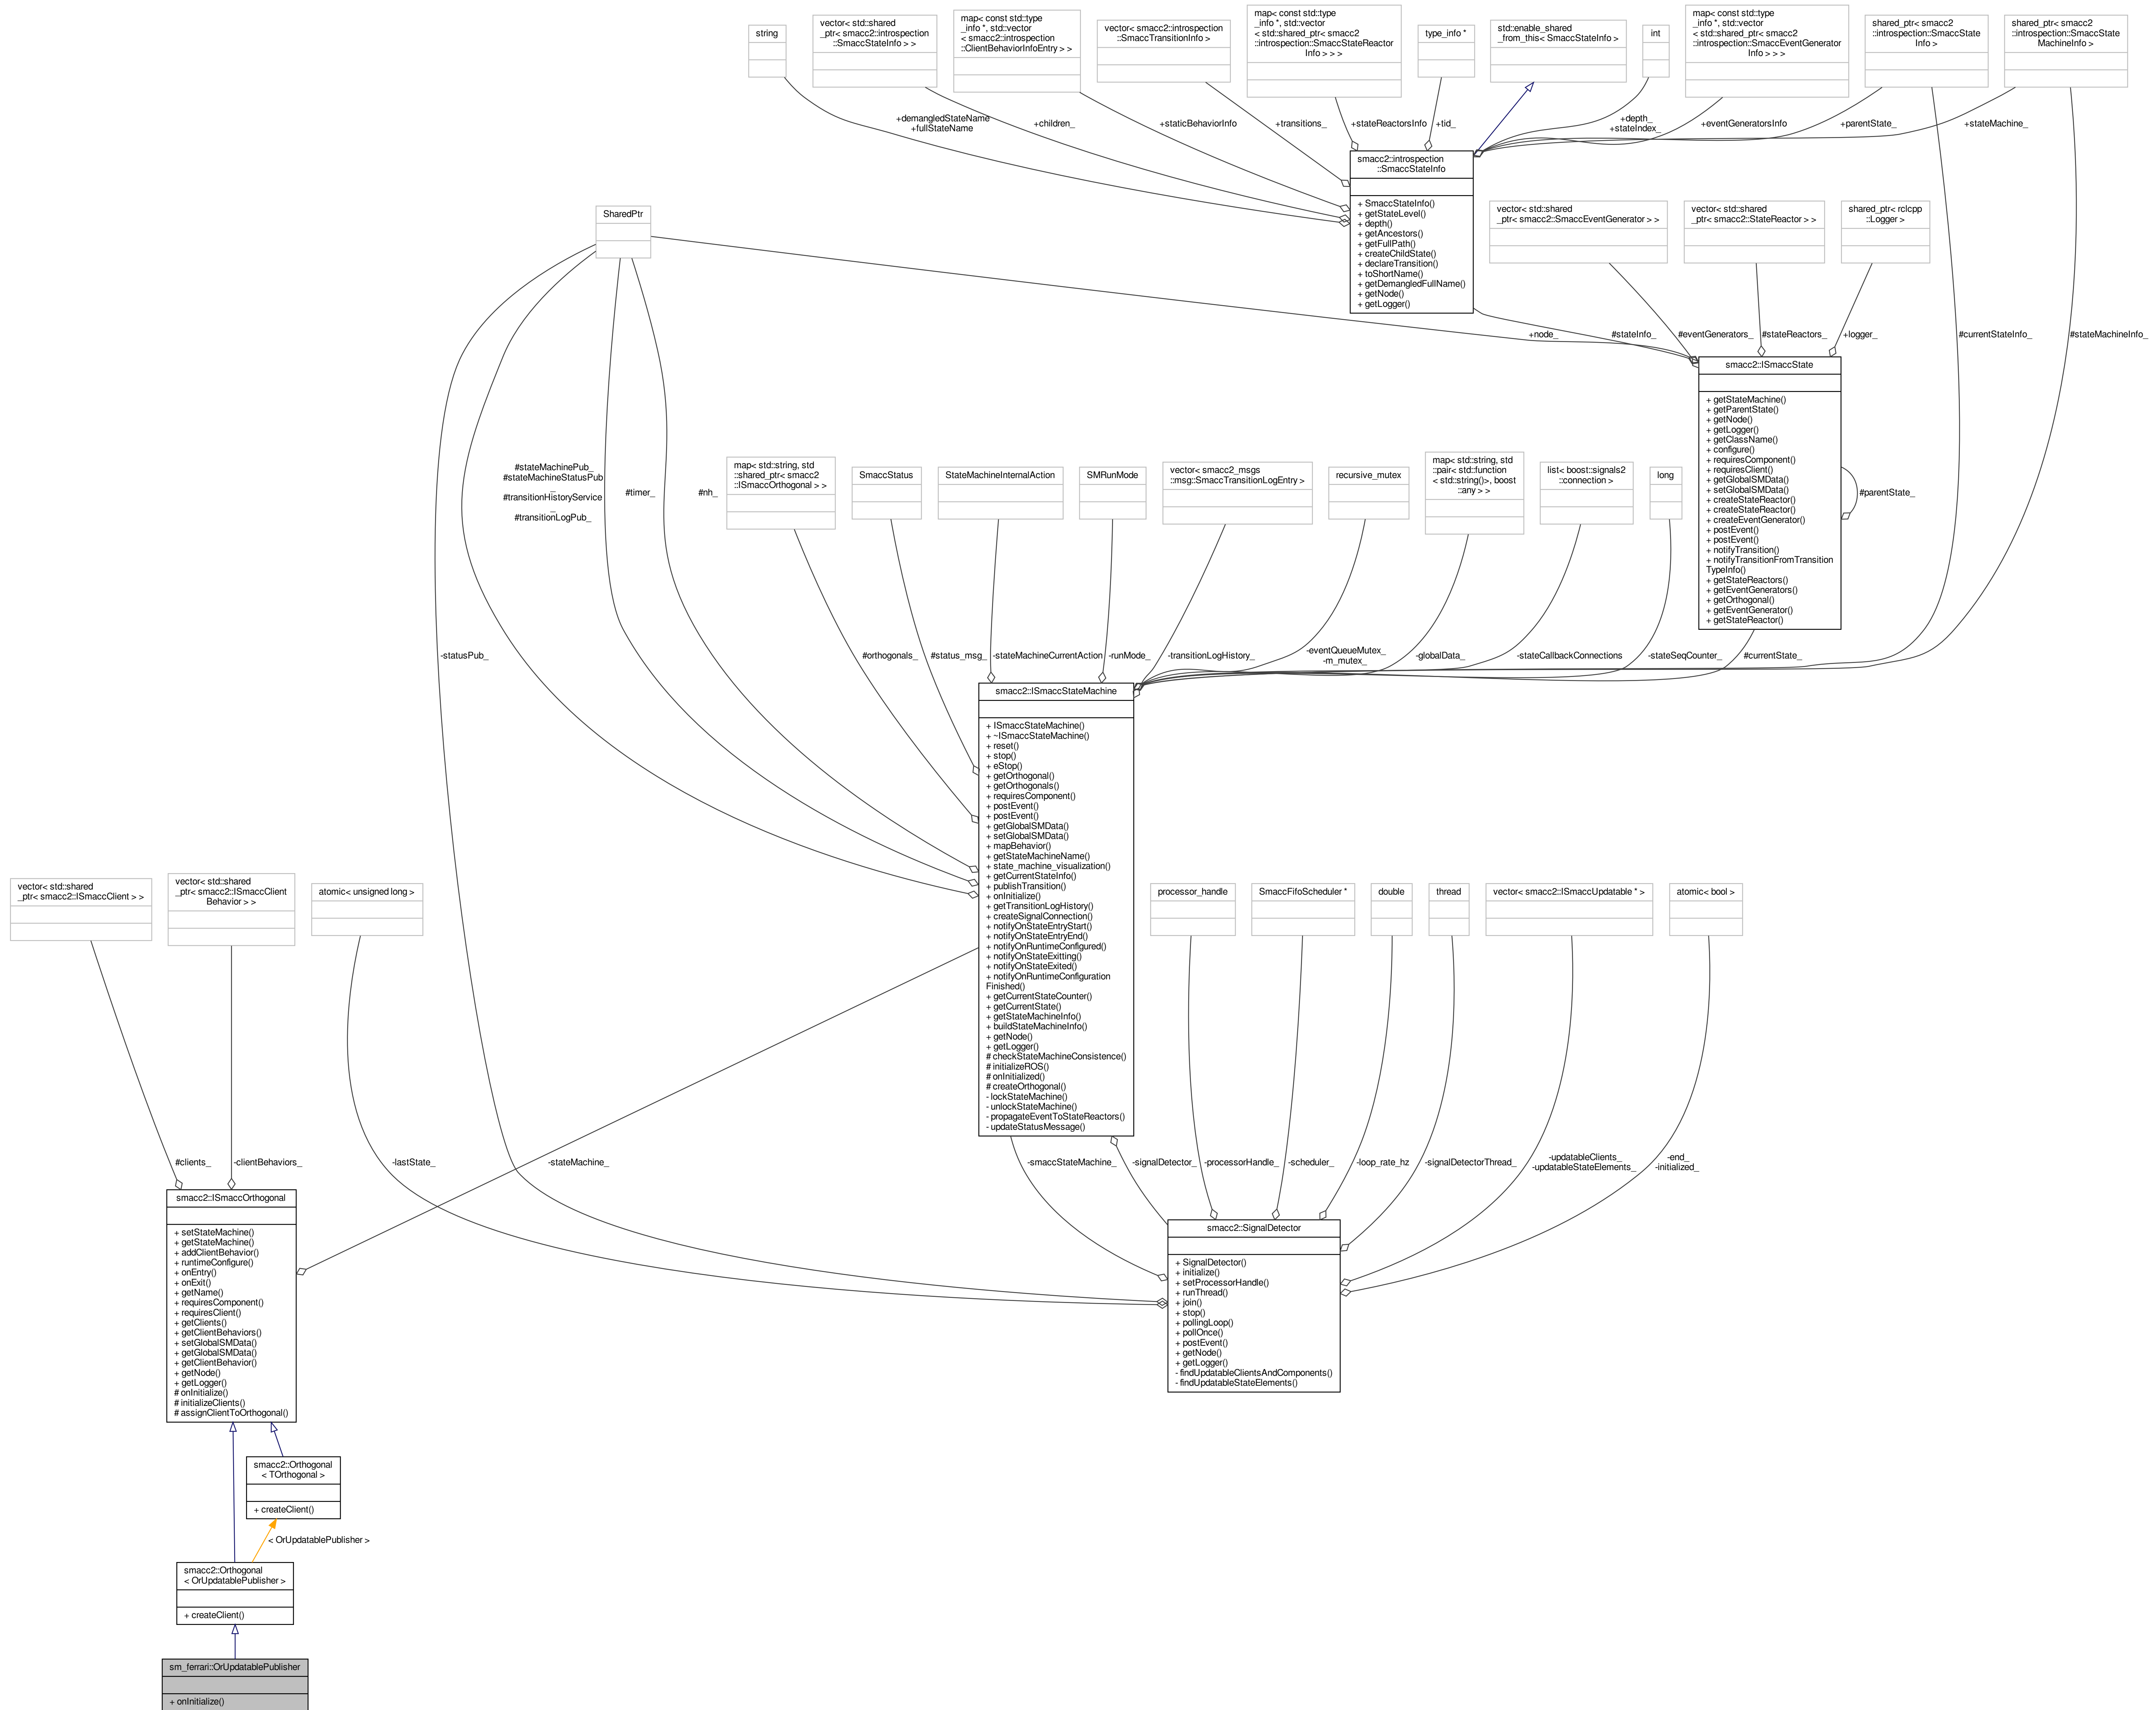 string
vector< std::shared
_ptr< smacc2::introspection
::SmaccStateInfo > >
map< const std::type
_info *, std::vector
< smacc2::introspection
::ClientBehaviorInfoEntry > >
vector< smacc2::introspection
::SmaccTransitionInfo >
map< const std::type
_info *, std::vector
< std::shared_ptr< smacc2
::introspection::SmaccStateReactor
Info > > >
type_info *
std::enable_shared
_from_this< SmaccStateInfo >
int
map< const std::type
_info *, std::vector
< std::shared_ptr< smacc2
::introspection::SmaccEventGenerator
Info > > >
shared_ptr< smacc2
::introspection::SmaccState
Info >
shared_ptr< smacc2
::introspection::SmaccState
MachineInfo >
+demangledStateName
+fullStateName
+children_
+staticBehaviorInfo
+transitions_
+stateReactorsInfo
+tid_
+depth_
+stateIndex_
+eventGeneratorsInfo
+parentState_
+stateMachine_
smacc2::introspection
::SmaccStateInfo
+ SmaccStateInfo()
+ getStateLevel()
+ depth()
+ getAncestors()
+ getFullPath()
+ createChildState()
+ declareTransition()
+ toShortName()
+ getDemangledFullName()
+ getNode()
+ getLogger()
SharedPtr
vector< std::shared
_ptr< smacc2::SmaccEventGenerator > >
vector< std::shared
_ptr< smacc2::StateReactor > >
shared_ptr< rclcpp
::Logger >
+node_
#stateInfo_
#eventGenerators_
#stateReactors_
+logger_
#currentStateInfo_
#stateMachineInfo_
smacc2::ISmaccState
+ getStateMachine()
+ getParentState()
+ getNode()
+ getLogger()
+ getClassName()
+ configure()
+ requiresComponent()
+ requiresClient()
+ getGlobalSMData()
+ setGlobalSMData()
+ createStateReactor()
+ createStateReactor()
+ createEventGenerator()
+ postEvent()
+ postEvent()
+ notifyTransition()
+ notifyTransitionFromTransition
TypeInfo()
+ getStateReactors()
+ getEventGenerators()
+ getOrthogonal()
+ getEventGenerator()
+ getStateReactor()
#parentState_
#stateMachinePub_
#stateMachineStatusPub
_
#transitionHistoryService
_
#transitionLogPub_
#timer_
#nh_
map< std::string, std
::shared_ptr< smacc2
::ISmaccOrthogonal > >
SmaccStatus
StateMachineInternalAction
SMRunMode
vector< smacc2_msgs
::msg::SmaccTransitionLogEntry >
recursive_mutex
map< std::string, std
::pair< std::function
< std::string()>, boost
::any > >
list< boost::signals2
::connection >
long
-statusPub_
#orthogonals_
#status_msg_
-stateMachineCurrentAction
-runMode_
-transitionLogHistory_
-eventQueueMutex_
-m_mutex_
-globalData_
-stateCallbackConnections
-stateSeqCounter_
#currentState_
smacc2::ISmaccStateMachine
+ ISmaccStateMachine()
+ ~ISmaccStateMachine()
+ reset()
+ stop()
+ eStop()
+ getOrthogonal()
+ getOrthogonals()
+ requiresComponent()
+ postEvent()
+ postEvent()
+ getGlobalSMData()
+ setGlobalSMData()
+ mapBehavior()
+ getStateMachineName()
+ state_machine_visualization()
+ getCurrentStateInfo()
+ publishTransition()
+ onInitialize()
+ getTransitionLogHistory()
+ createSignalConnection()
+ notifyOnStateEntryStart()
+ notifyOnStateEntryEnd()
+ notifyOnRuntimeConfigured()
+ notifyOnStateExitting()
+ notifyOnStateExited()
+ notifyOnRuntimeConfiguration
Finished()
+ getCurrentStateCounter()
+ getCurrentState()
+ getStateMachineInfo()
+ buildStateMachineInfo()
+ getNode()
+ getLogger()
# checkStateMachineConsistence()
# initializeROS()
# onInitialized()
# createOrthogonal()
- lockStateMachine()
- unlockStateMachine()
- propagateEventToStateReactors()
- updateStatusMessage()
vector< std::shared
_ptr< smacc2::ISmaccClient > >
vector< std::shared
_ptr< smacc2::ISmaccClient
Behavior > >
atomic< unsigned long >
processor_handle
SmaccFifoScheduler *
double
thread
vector< smacc2::ISmaccUpdatable * >
atomic< bool >
#clients_
-clientBehaviors_
-lastState_
-stateMachine_
-smaccStateMachine_
-signalDetector_
-processorHandle_
-scheduler_
-loop_rate_hz
-signalDetectorThread_
-updatableClients_
-updatableStateElements_
-end_
-initialized_
smacc2::ISmaccOrthogonal
+ setStateMachine()
+ getStateMachine()
+ addClientBehavior()
+ runtimeConfigure()
+ onEntry()
+ onExit()
+ getName()
+ requiresComponent()
+ requiresClient()
+ getClients()
+ getClientBehaviors()
+ setGlobalSMData()
+ getGlobalSMData()
+ getClientBehavior()
+ getNode()
+ getLogger()
# onInitialize()
# initializeClients()
# assignClientToOrthogonal()
smacc2::SignalDetector
+ SignalDetector()
+ initialize()
+ setProcessorHandle()
+ runThread()
+ join()
+ stop()
+ pollingLoop()
+ pollOnce()
+ postEvent()
+ getNode()
+ getLogger()
- findUpdatableClientsAndComponents()
- findUpdatableStateElements()
smacc2::Orthogonal
< TOrthogonal >
+ createClient()
< OrUpdatablePublisher >
smacc2::Orthogonal
< OrUpdatablePublisher >
+ createClient()
sm_ferrari::OrUpdatablePublisher
+ onInitialize()